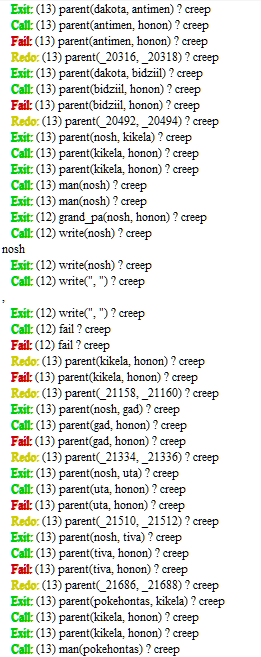 Exit: (13) parent(dakota, antimen) ? creep
Call: (13) parent(antimen, honon) ? creep
Fail: (13) parent(antimen, honon) ? creep
Redo: (13) parent(_20316, _20318) ? creep
Exit: (13) parent(dakota, bidziil) ? creep
Call: (13) parent(bidziil, honon) ? creep
Fail: (13) parent(bidziil, honon) ? creep
Redo: (13) parent(_20492, _20494) ? creep
Exit: (13) parent(nosh, kikela) ? creep
Call: (13) parent(kikela, honon) ? creep
Exit: (13) parent(kikela, honon) ? creep
Call: (13) man(nosh) ? creep
Exit: (13) man(nosh) ? creep
Exit: (12) grand_pa(nosh, honon) ? creep
Call: (12) write(nosh) ? creep
nosh
Exit: (12) write(nosh) ? creep
Call: (12) write(", ") ? creep
,
Exit: (12) write(", ") ? creep
Call: (12) fail ? creep
Fail: (12) fail ? creep
Redo: (13) parent(kikela, honon) ? creep
Fail: (13) parent(kikela, honon) ? creep
Redo: (13) parent(_21158, _21160) ? creep
Exit: (13) parent(nosh, gad) ? creep
Call: (13) parent(gad, honon) ? creep
Fail: (13) parent(gad, honon) ? creep
Redo: (13) parent(_21334, _21336) ? creep
Exit: (13) parent(nosh, uta) ? creep
Call: (13) parent(uta, honon) ? creep
Fail: (13) parent(uta, honon) ? creep
Redo: (13) parent(_21510, _21512) ? creep
Exit: (13) parent(nosh, tiva) ? creep
Call: (13) parent(tiva, honon) ? creep
Fail: (13) parent(tiva, honon) ? creep
Redo: (13) parent(_21686, _21688) ? creep
Exit: (13) parent(pokehontas, kikela) ? creep
Call: (13) parent(kikela, honon) ? creep
Exit: (13) parent(kikela, honon) ? creep
Call: (13) man(pokehontas) ? creep